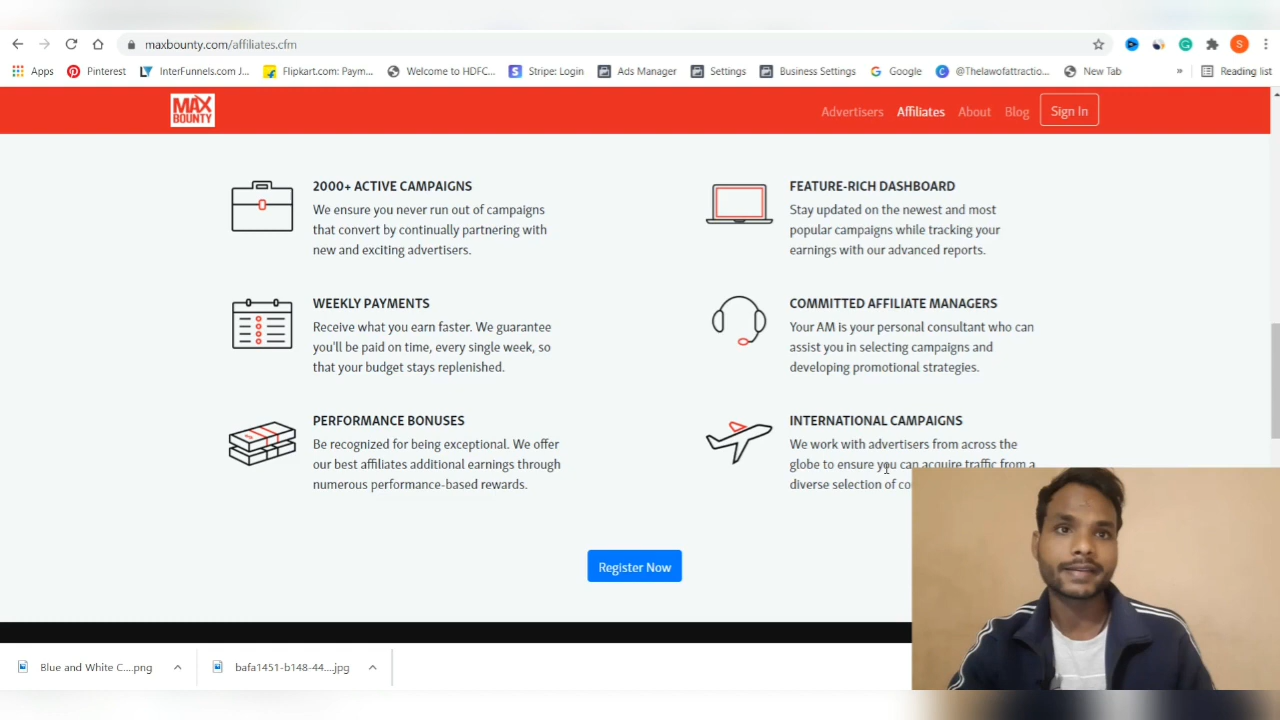 maxbounty.com/affiliates.cfm
S
Apps
Pinterest
InterFunnels.com J...
Flipkart.com: Paym...
Welcome to HDFC...
Stripe: Login
Ads Manager
Settings
Business Settings
Google
@Thelawofattractio...
New Tab
»
Reading list
MAX
BOUNTY
Advertisers
Affiliates
About
Blog
Sign In
2000+ ACTIVE CAMPAIGNS
We ensure you never run out of campaigns
that convert by continually partnering with
new and exciting advertisers.
FEATURE-RICH DASHBOARD
Stay updated on the newest and most
popular campaigns while tracking your
earnings with our advanced reports.
WEEKLY PAYMENTS
Receive what you earn faster. We guarantee
you'll be paid on time, every single week, so
that your budget stays replenished.
COMMITTED AFFILIATE MANAGERS
Your AM is your personal consultant who can
assist you in selecting campaigns and
developing promotional strategies.
PERFORMANCE BONUSES
Be recognized for being exceptional. We offer
our best affiliates additional earnings through
numerous performance-based rewards.
INTERNATIONAL CAMPAIGNS
We work with advertisers from across the
globe to ensure you can acquire traffic from a
diverse selection of
Register Now
Blue and White C....png
bafa1451-b148-44....jpg